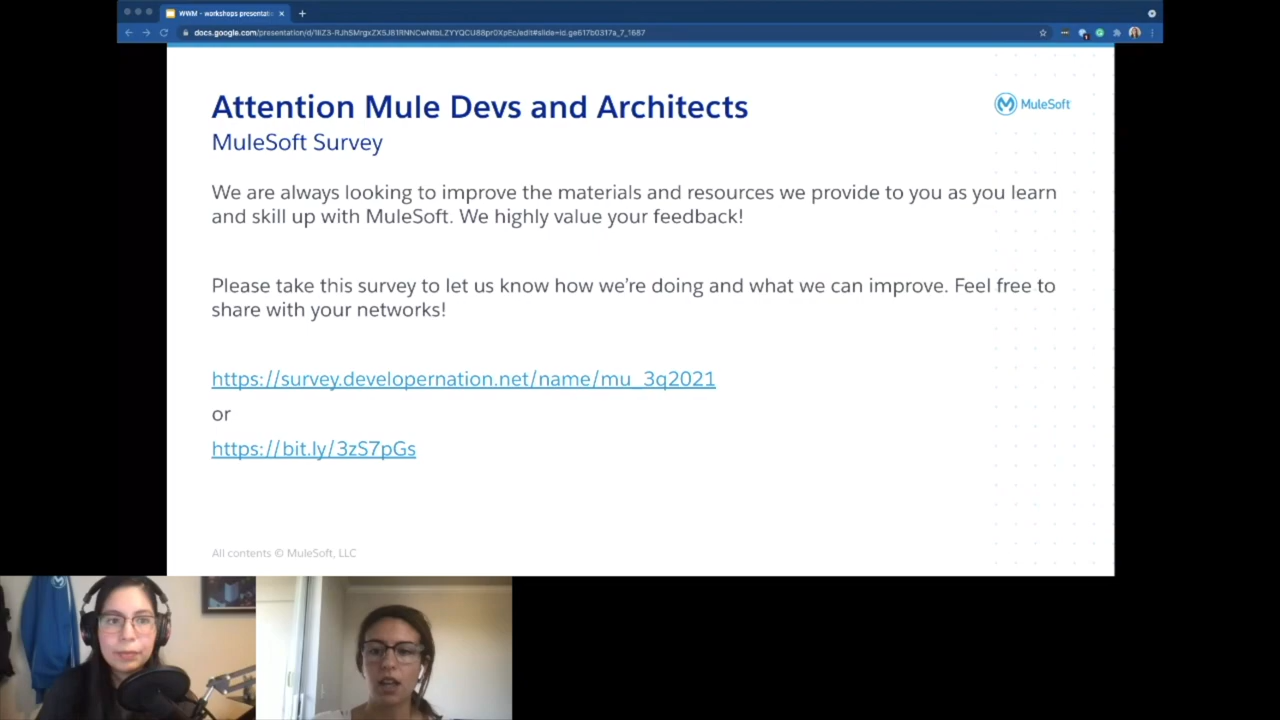 WWM - workshops presentati
Attention Mule Devs and Architects
MuleSoft
MuleSoft Survey
We are always looking to improve the materials and resources we provide to you as you learn
and skill up with MuleSoft. We highly value your feedback!
Please take this survey to let us know how we're doing and what we can improve. Feel free to
share with your networks!
https://survey.developernation.net/name/mu_3q2021
or
https://bit.ly/3zS7pGs
All contents © MuleSoft, LLC